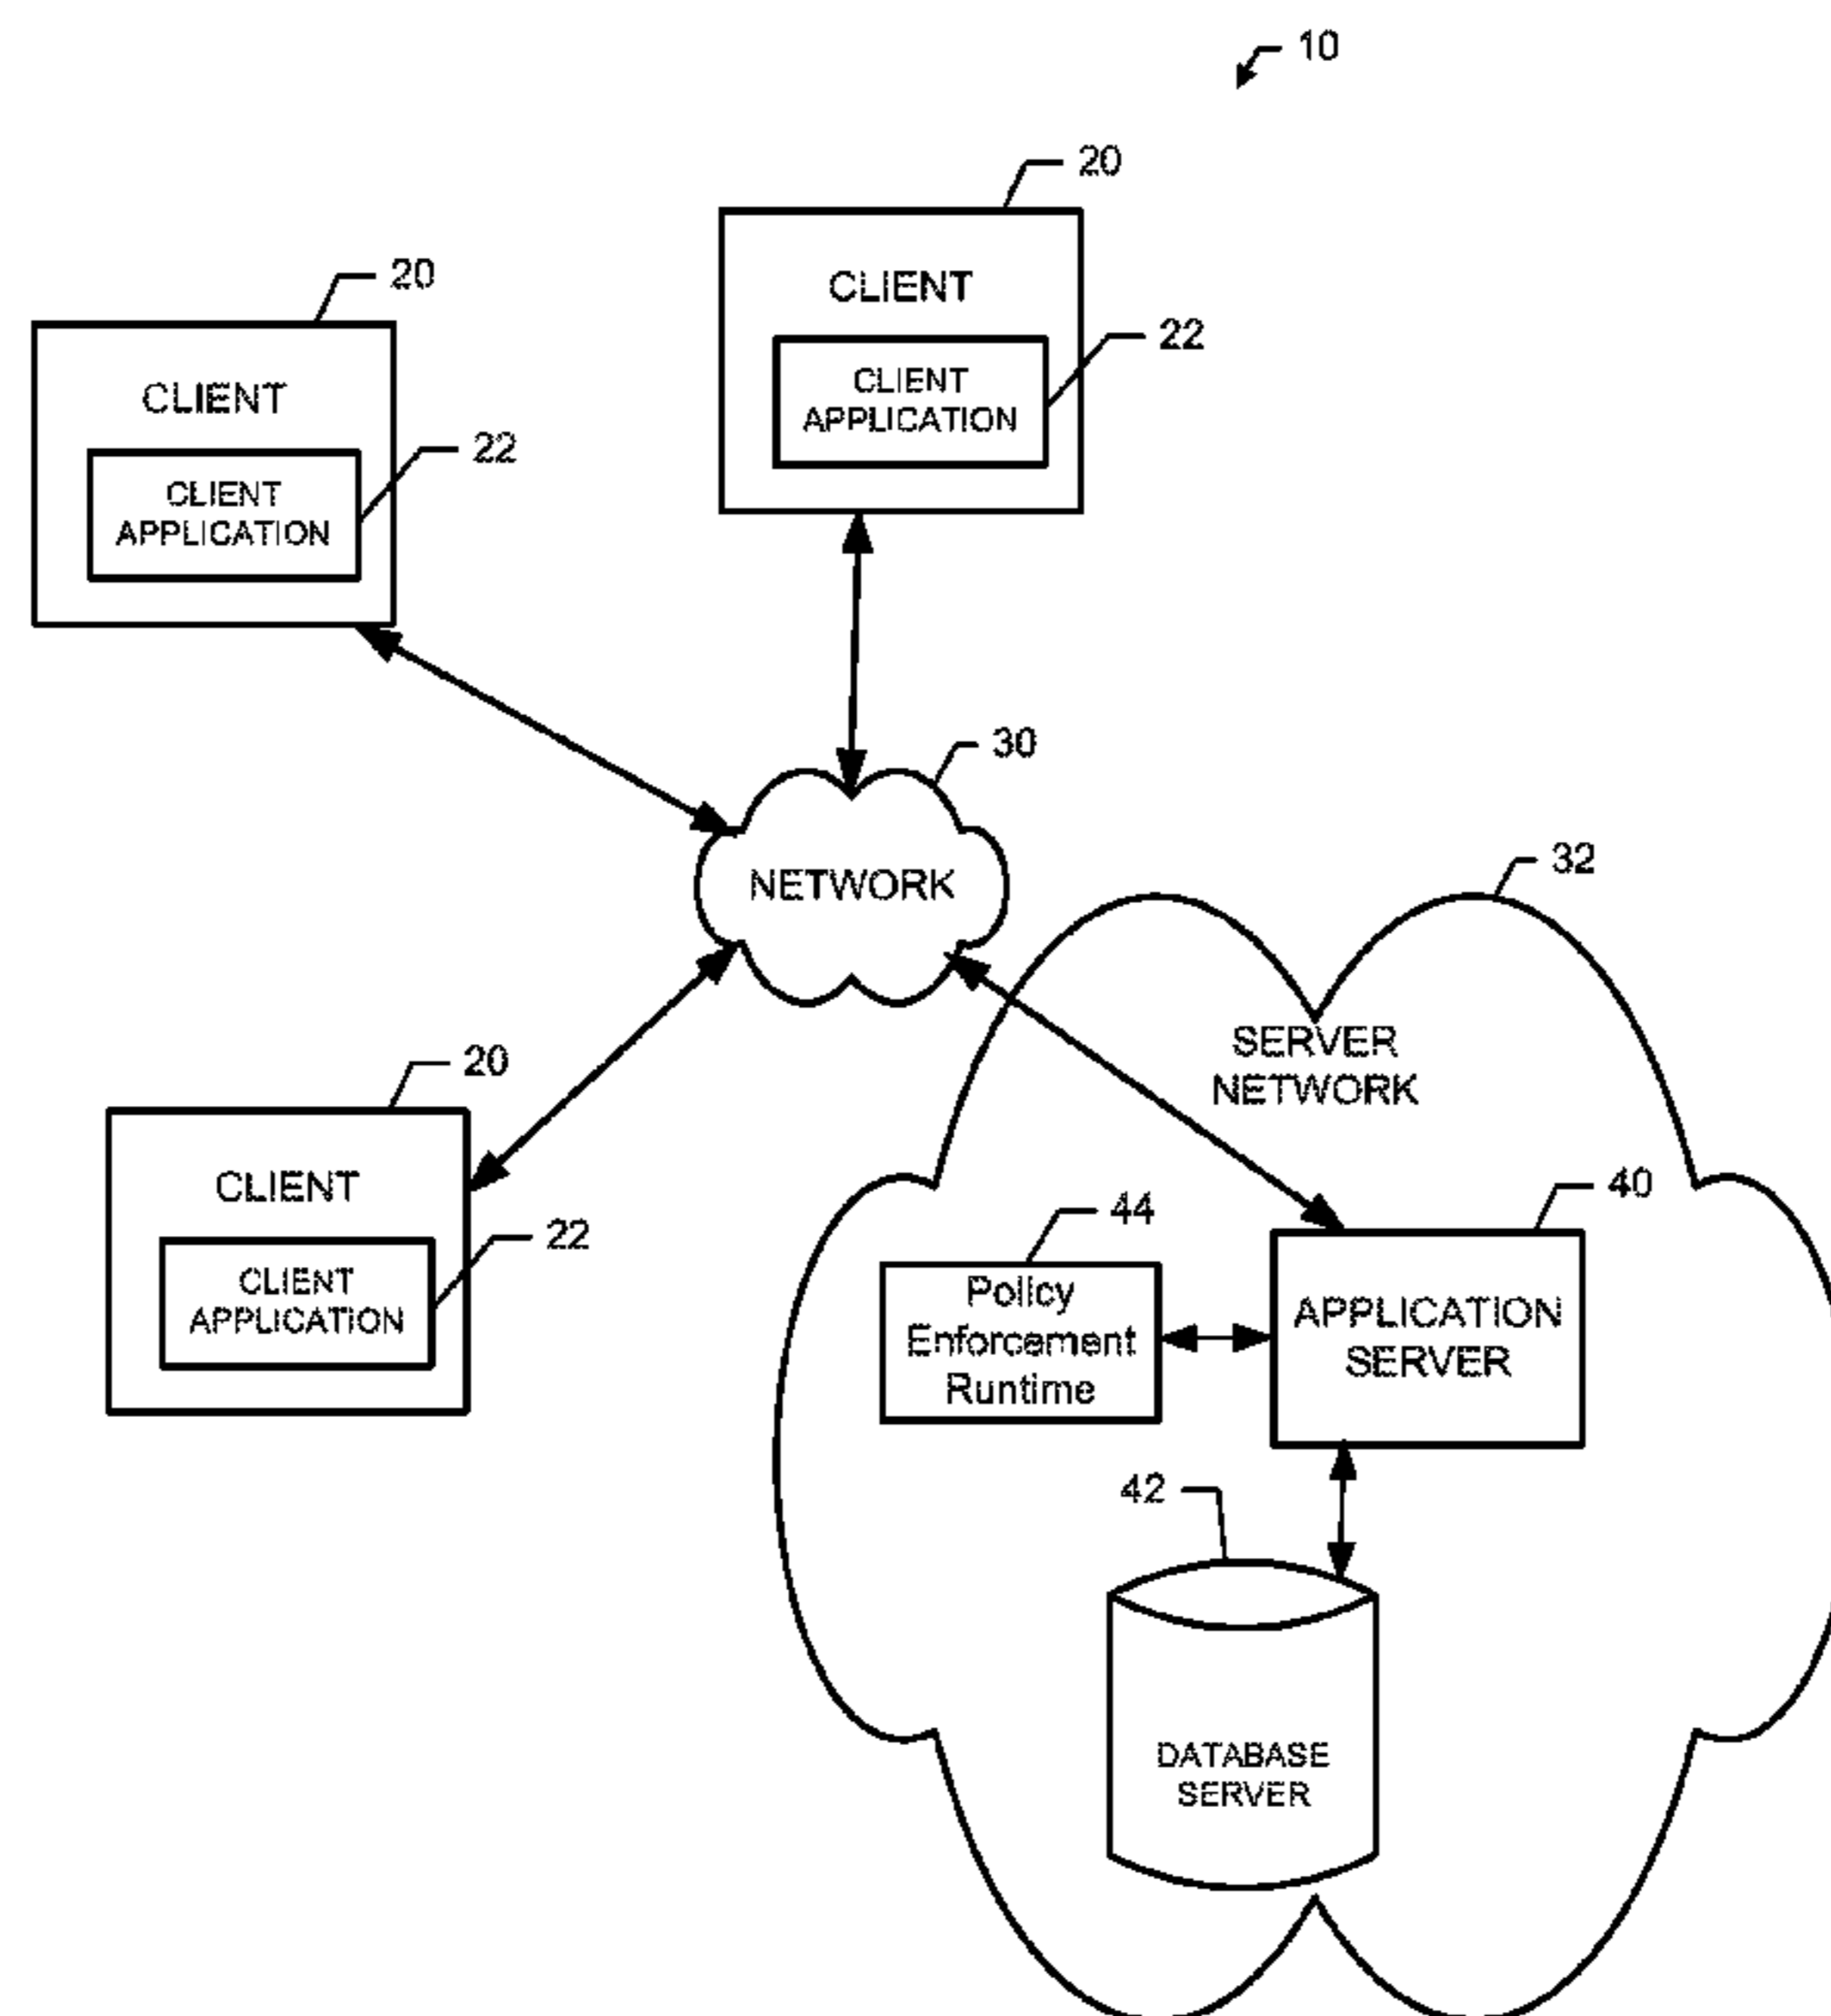 10
20
CLIENT
22
CLIENT
APPLICATION
20
CLIENT
22
CLIENT
APPLICATION
30
NETWORK
32
SERVER
NETWORK
20
CLIENT
22
CLIENT
APPLICATION
44
Policy
Enforcement
Runtime
40
APPLICATION
SERVER
42
DATABASE
SERVER